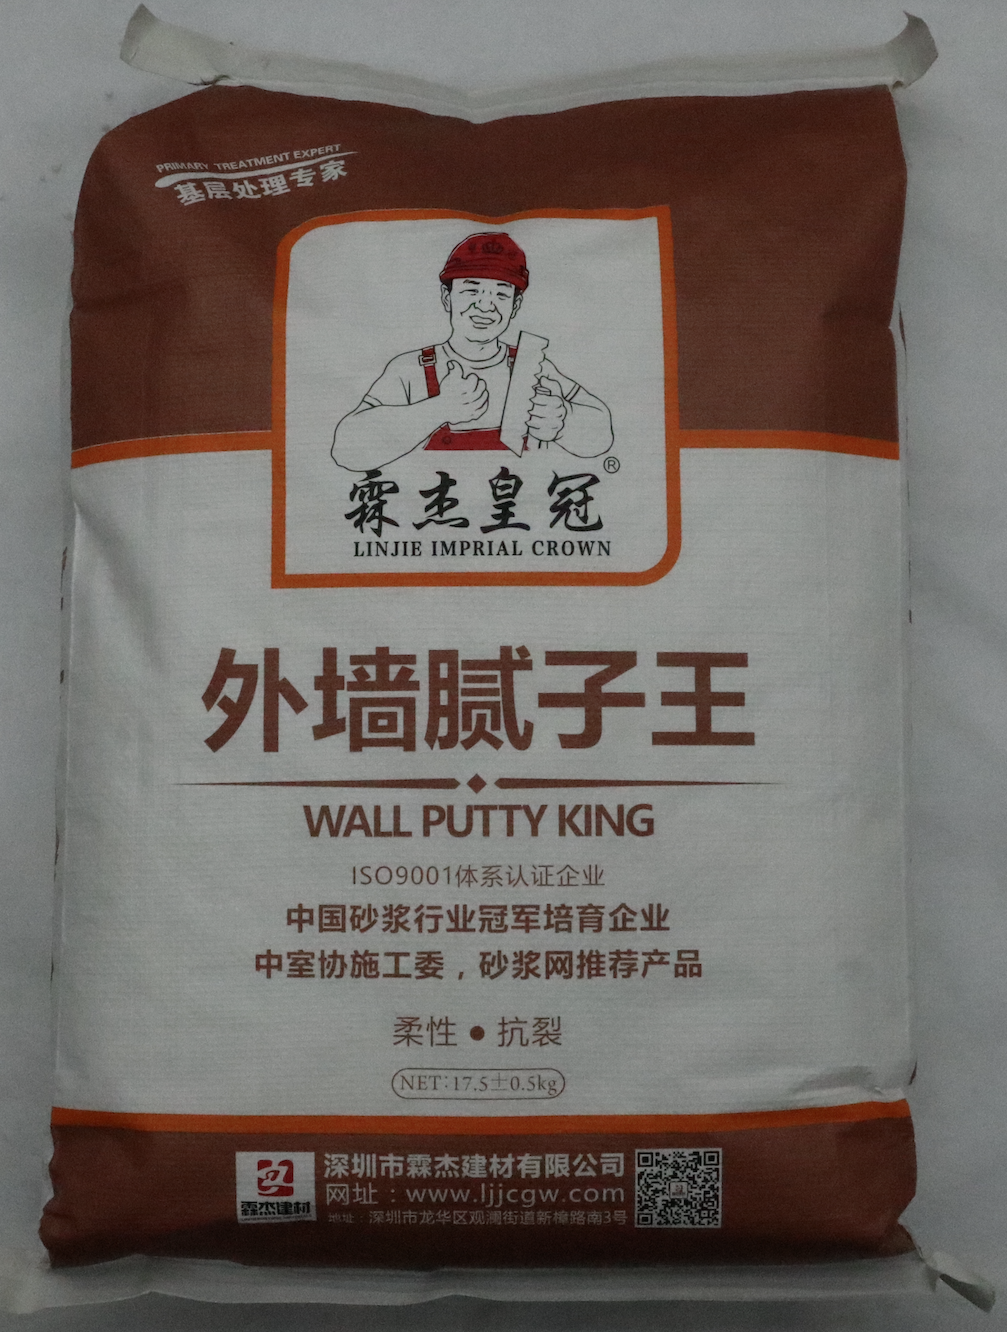 PRIMARY TREATMENT EXPERT
基层处理专家
霖杰皇冠®
LINJIE IMPRIAL CROWN
外墙腻子王
WALL PUTTY KING
ISO9001体系认证企业
中国砂浆行业冠军培育企业
中室协施工委，砂浆网推荐产品
柔性●抗裂
NET:17.5±0.5kg
霖杰建材
深圳市霖杰建材有限公司
网址：www.ljjcgw.com
地址：深圳市龙华区观澜街道新樟路南3号